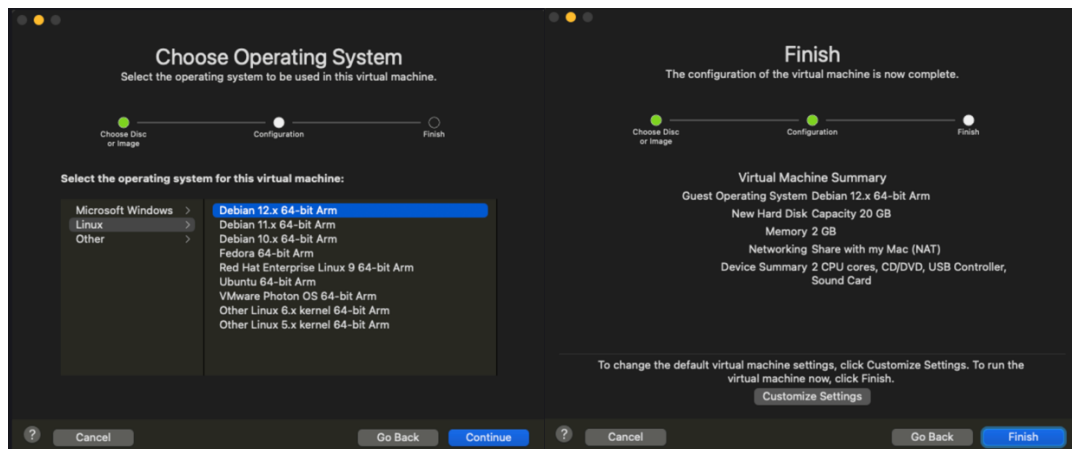 Choose Operating System
Select the operating system to be used in this virtual machine.
Choose Disc
or Image
Configuration
Finish
Select the operating system for this virtual machine:
Microsoft Windows >
Linux >
Other >
Debian 12.x 64-bit Arm
Debian 11.x 64-bit Arm
Debian 10.x 64-bit Arm
Fedora 64-bit Arm
Red Hat Enterprise Linux 9 64-bit Arm
Ubuntu 64-bit Arm
VMware Photon OS 64-bit Arm
Other Linux 6.x kernel 64-bit Arm
Other Linux 5.x kernel 64-bit Arm
?
Cancel
Go Back
Continue
Finish
The configuration of the virtual machine is now complete.
Choose Disc
or Image
Configuration
Finish
Virtual Machine Summary
Guest Operating System Debian 12.x 64-bit Arm
New Hard Disk Capacity 20 GB
Memory 2 GB
Networking Share with my Mac (NAT)
Device Summary 2 CPU cores, CD/DVD, USB Controller,
Sound Card
To change the default virtual machine settings, click Customize Settings. To run the
virtual machine now, click Finish.
Customize Settings
?
Cancel
Go Back
Finish